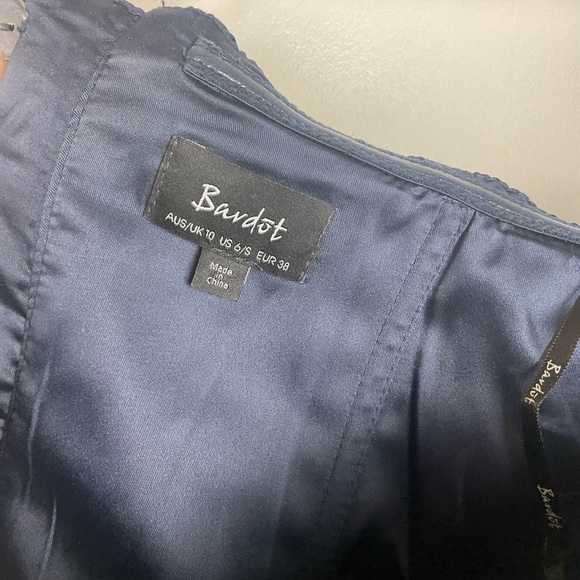 Bardot
AUS/UK 10 US 6/S EUR 38
Made
in
China
Bardot
Bardot